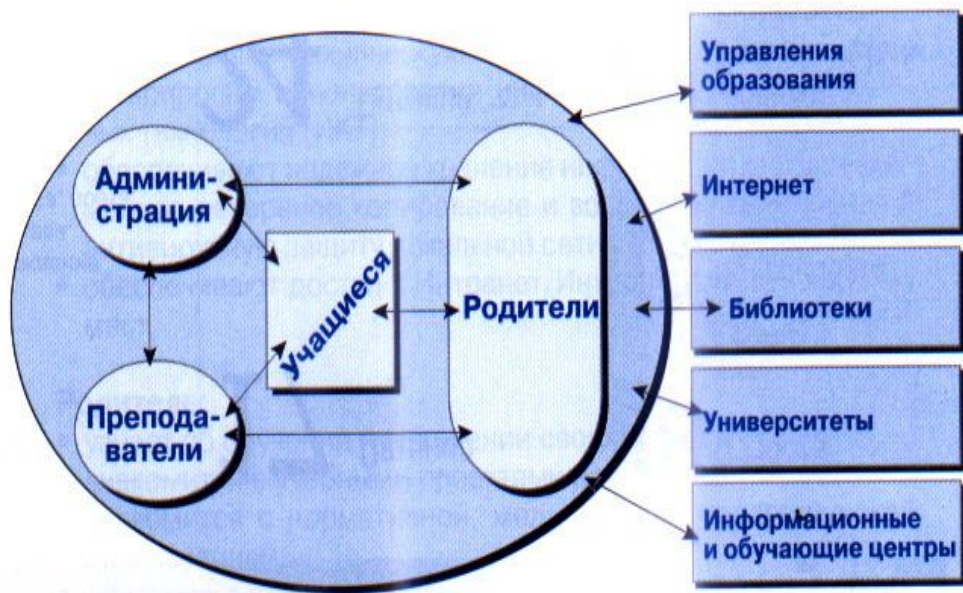 Админи-
страция
Учащиеся
Родители
Препода-
ватели
Управления
образования
Интернет
Библиотеки
Университеты
Информационные
и обучающие центры